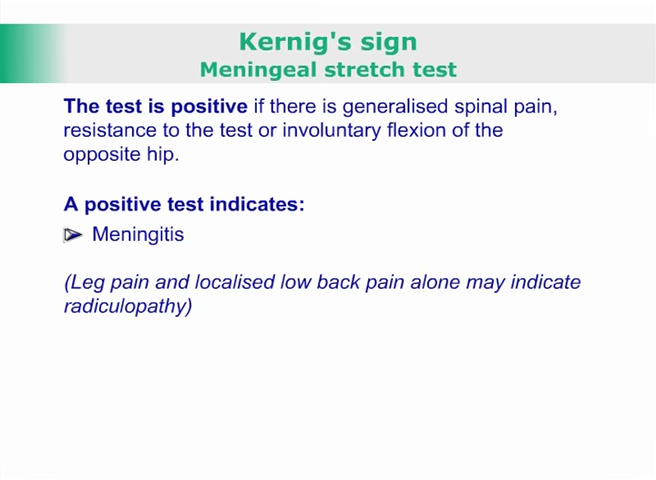 Kernig's sign
Meningeal stretch test
The test is positive if there is generalised spinal pain,
resistance to the test or involuntary flexion of the
opposite hip.
A positive test indicates:
Meningitis
(Leg pain and localised low back pain alone may indicate
radiculopathy)